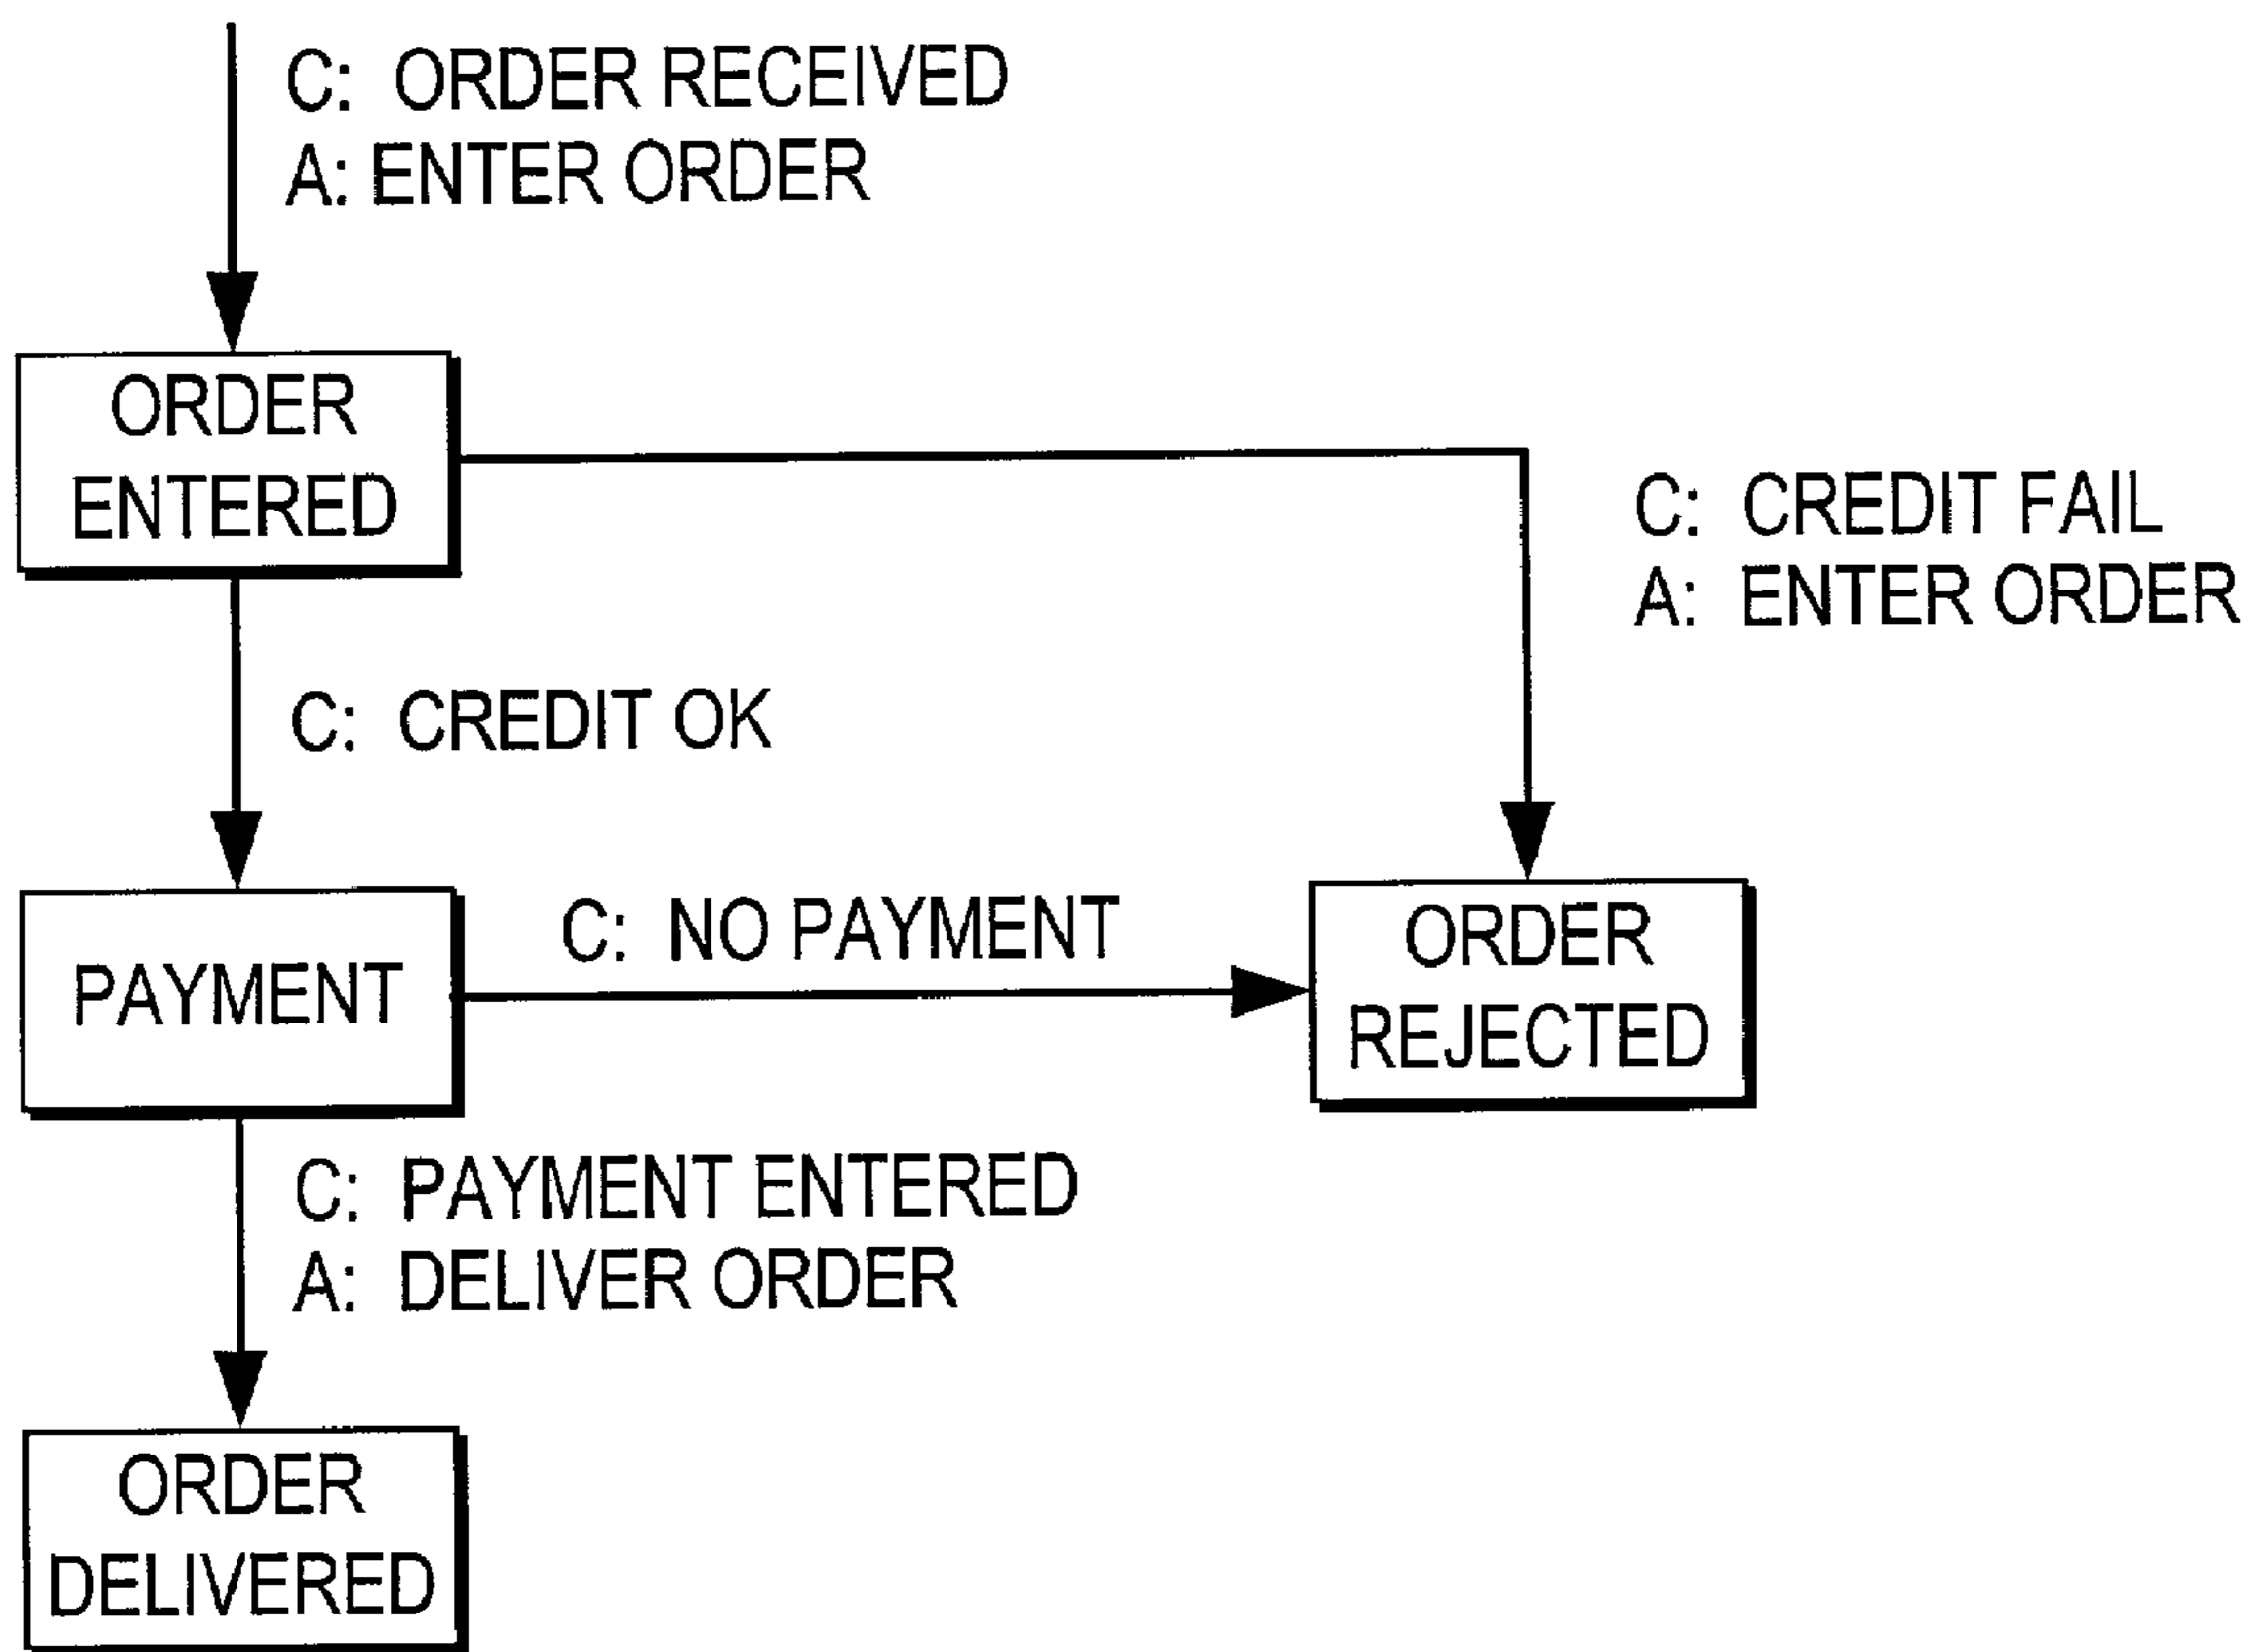 C: ORDER RECEIVED
A: ENTER ORDER
ORDER
ENTERED
C: CREDIT FAIL
A: ENTER ORDER
C: CREDIT OK
PAYMENT
C: NO PAYMENT
ORDER
REJECTED
C: PAYMENT ENTERED
A: DELIVER ORDER
ORDER
DELIVERED